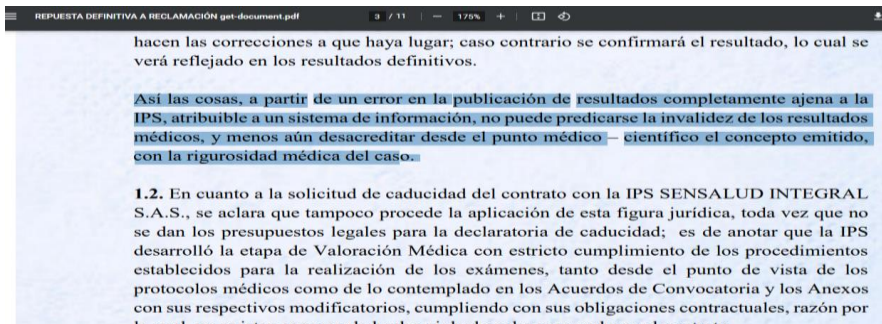 REPUESTA DEFINITIVA A RECLAMACIÓN get-document.pdf 3 / 11 175%
hacen las correcciones a que haya lugar; caso contrario se confirmará el resultado, lo cual se
verá reflejado en los resultados definitivos.
Así las cosas, a partir de un error en la publicación de resultados completamente ajena a la
IPS, atribuible a un sistema de información, no puede predicarse la invalidez de los resultados
médicos, y menos aún desacreditar desde el punto médico – científico el concepto emitido,
con la rigurosidad médica del caso.
1.2. En cuanto a la solicitud de caducidad del contrato con la IPS SENSALUD INTEGRAL
S.A.S., se aclara que tampoco procede la aplicación de esta figura jurídica, toda vez que no
se dan los presupuestos legales para la declaratoria de caducidad; es de anotar que la IPS
desarrolló la etapa de Valoración Médica con estricto cumplimiento de los procedimientos
establecidos para la realización de los exámenes, tanto desde el punto de vista de los
protocolos médicos como de lo contemplado en los Acuerdos de Convocatoria y los Anexos
con sus respectivos modificatorios, cumpliendo con sus obligaciones contractuales, razón por